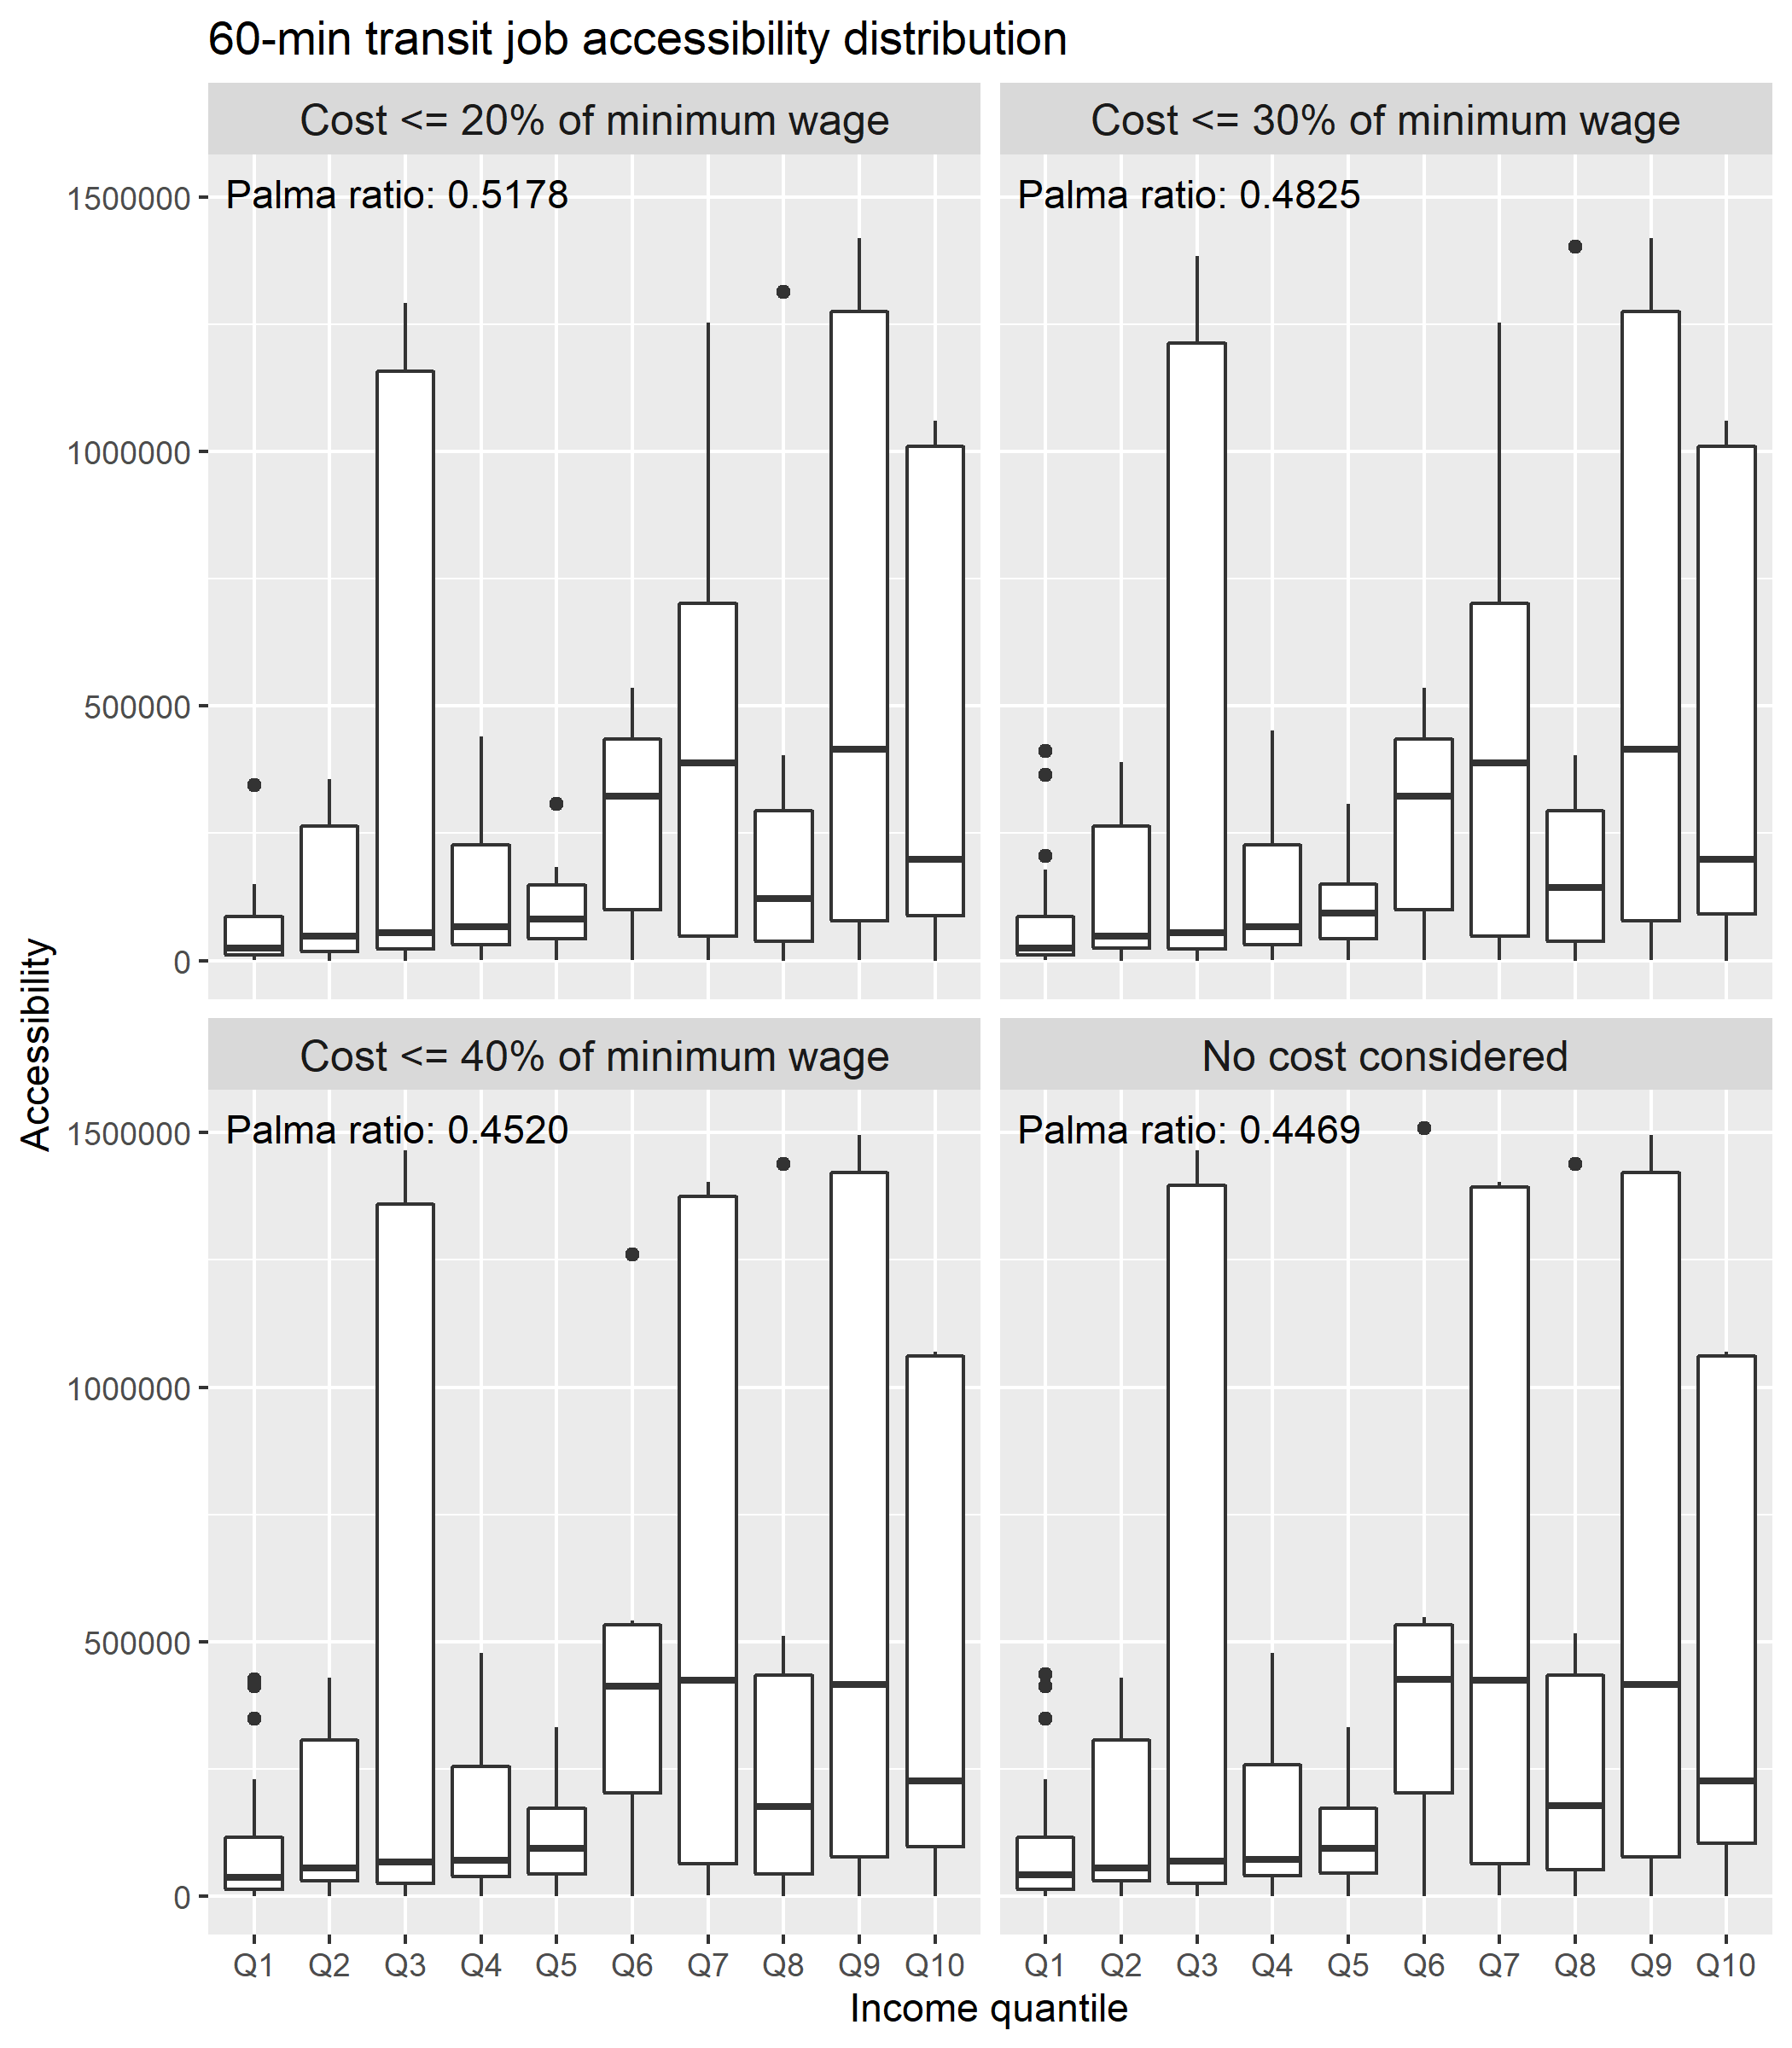 60-min transit job accessibility distribution
Cost <= 20% of minimum wage
Cost <= 30% of minimum wage
Palma ratio: 0.5178
Palma ratio: 0.4825
1500000
1000000
500000
0
Accessibility
Cost <= 40% of minimum wage
No cost considered
Palma ratio: 0.4520
Palma ratio: 0.4469
1500000
1000000
500000
0
Q1 Q2 Q3 Q4 Q5 Q6 Q7 Q8 Q9 Q10
Q1 Q2 Q3 Q4 Q5 Q6 Q7 Q8 Q9 Q10
Income quantile